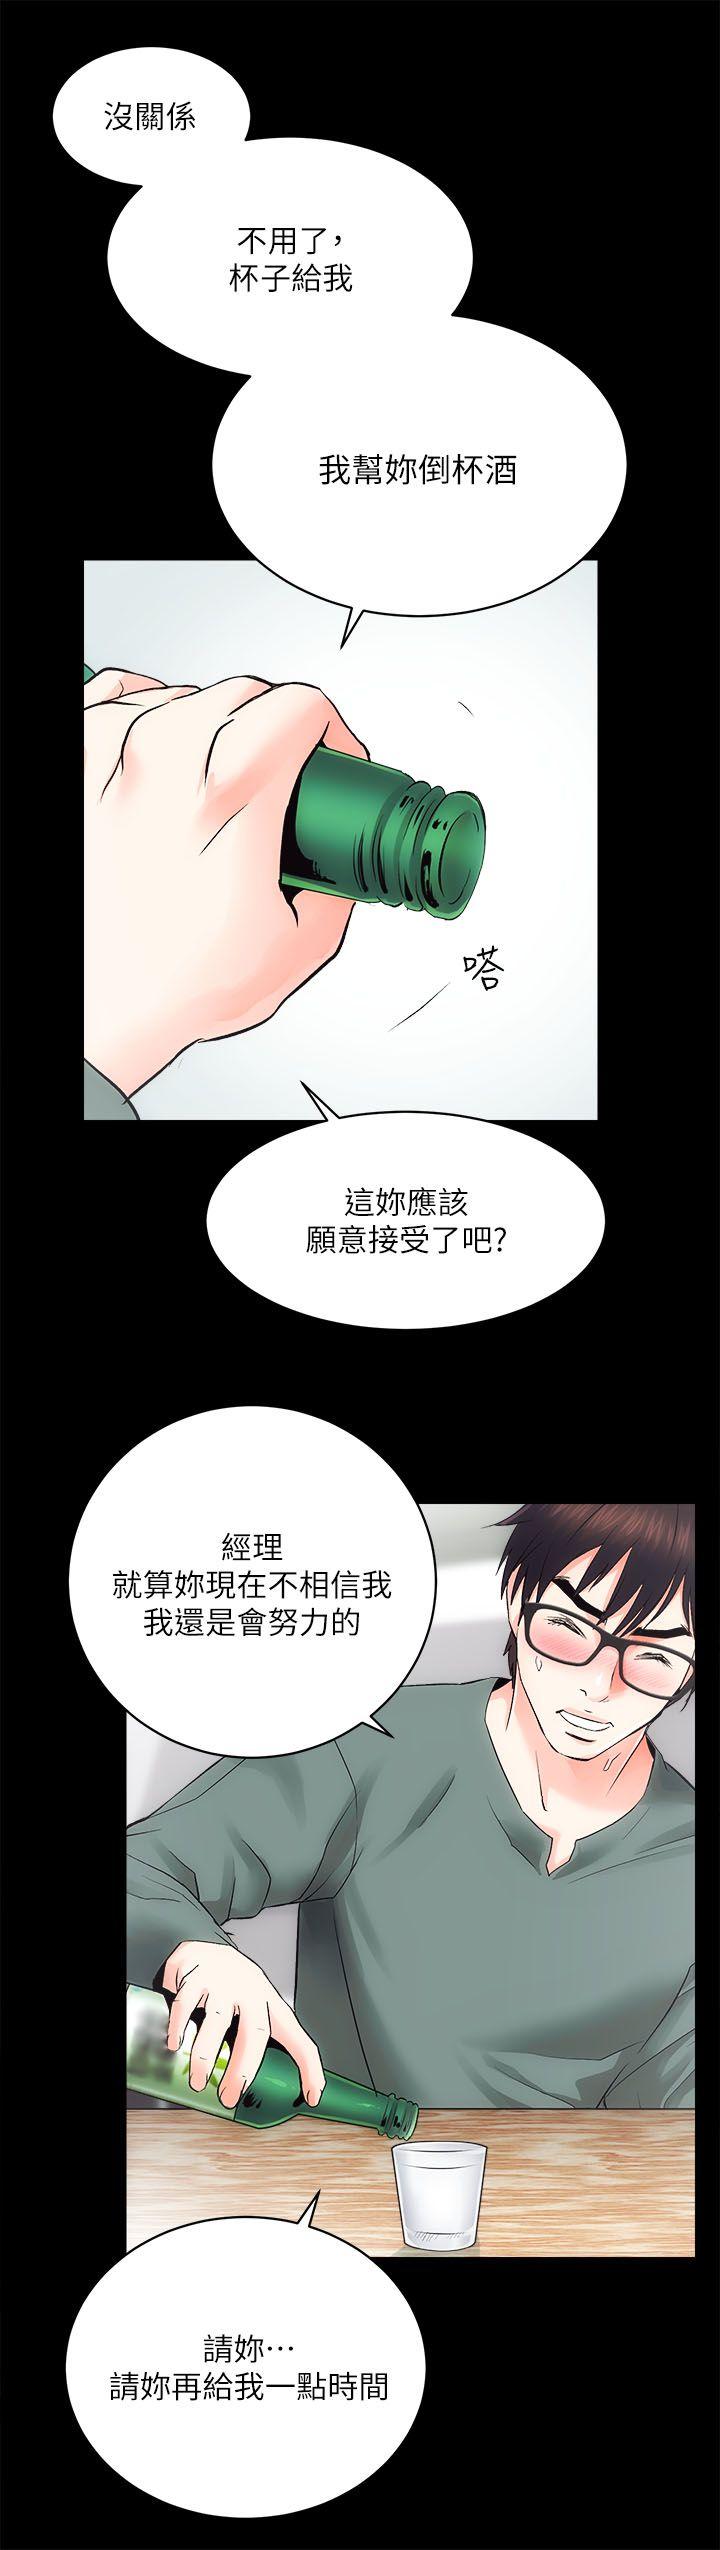 沒關係
不用了，
杯子給我
我幫妳倒杯酒
嗒
這妳應該
願意接受了吧?
經理
就算妳現在不相信我
我還是會努力的
請妳…
請妳再給我一點時間